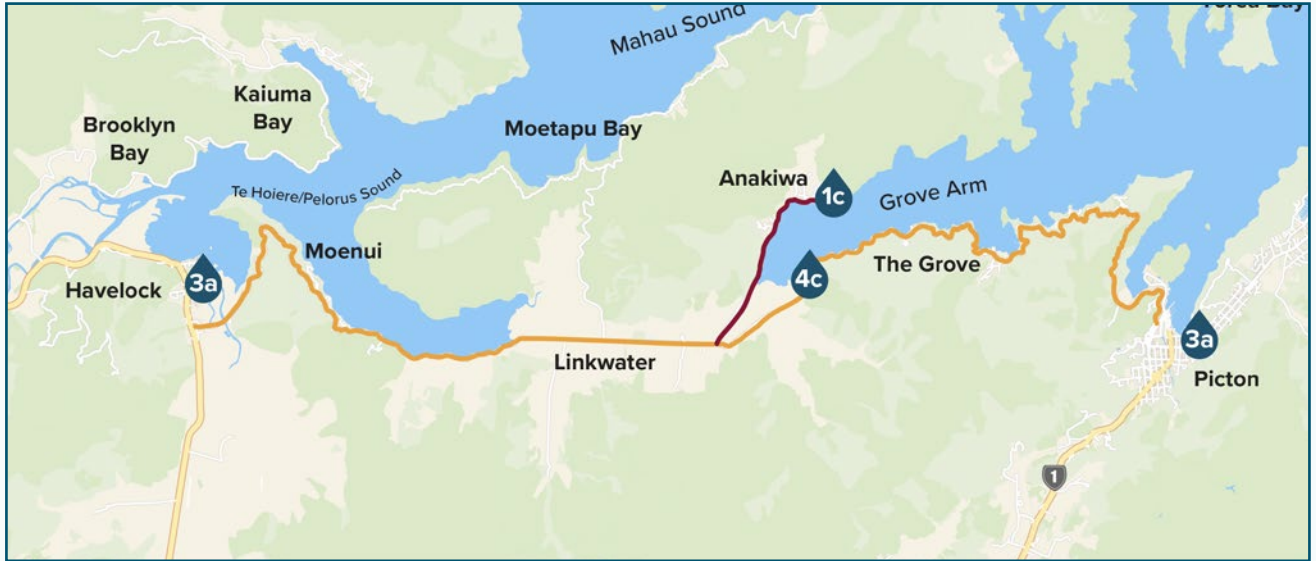 Mahau Sound
Kaiuma
Bay
Brooklyn
Bay
Moetapu Bay
Te Hoiere/Pelorus Sound
Anakiwa
1c
Grove Arm
Moenui
The Grove
Havelock
3a
4c
Linkwater
3a
Picton
1